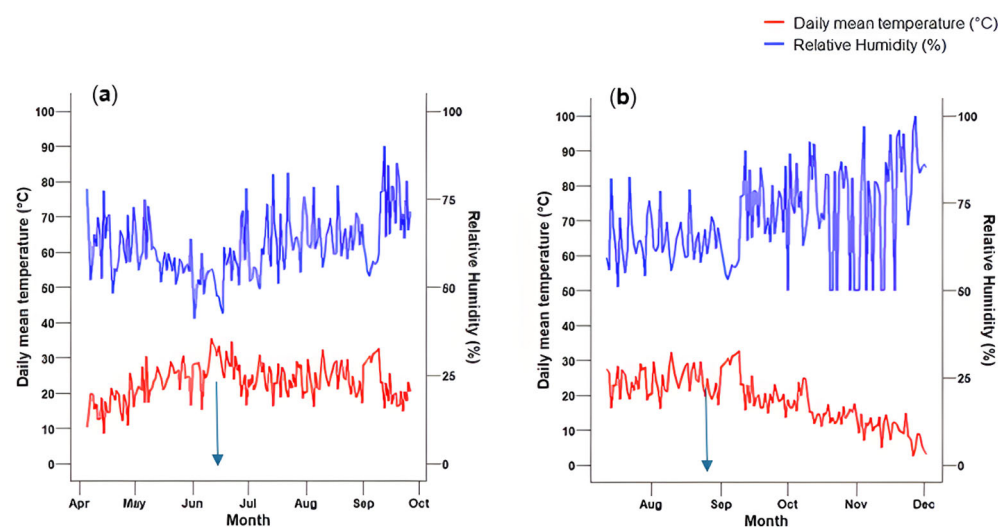 Daily mean temperature (°C)
Relative Humidity (%)
(a)
100
90
80
70
60
50
40
30
20
10
0
Daily mean temperature (°C)
100
75
50
25
0
Relative Humidity (%)
Apr May Jun Jul Aug Sep Oct
Month
(b)
100
90
80
70
60
50
40
30
20
10
0
Daily mean temperature (°C)
100
75
50
25
0
Relative Humidity (%)
Aug Sep Oct Nov Dec
Month